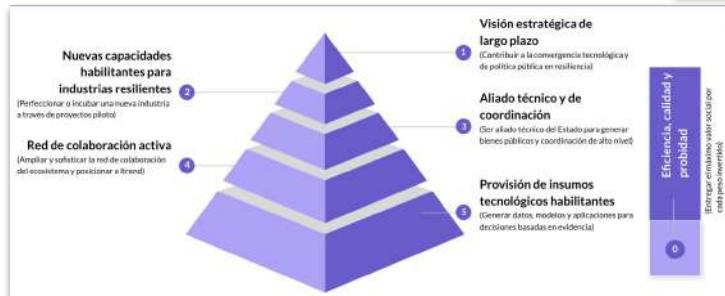 Visión estratégica de
largo plazo
(Contribuir a la convergencia tecnológica y
de política pública en resiliencia)
1
Nuevas capacidades
habilitantes para
industrias resilientes
(Perfeccionar o incubar una nueva industria
a través de proyectos piloto)
2
Aliado técnico y de
coordinación
(Ser aliado técnico del Estado para generar
bienes públicos y coordinación de alto nivel)
3
Red de colaboración activa
(Ampliar y sofisticar la red de colaboración
del ecosistema y posicionar a itrend)
4
Provisión de insumos
tecnológicos habilitantes
(Generar datos, modelos y aplicaciones para
decisiones basadas en evidencia)
5
Eficiencia, calidad y
probidad
(Entregar el máximo valor social por
cada peso invertido)
0